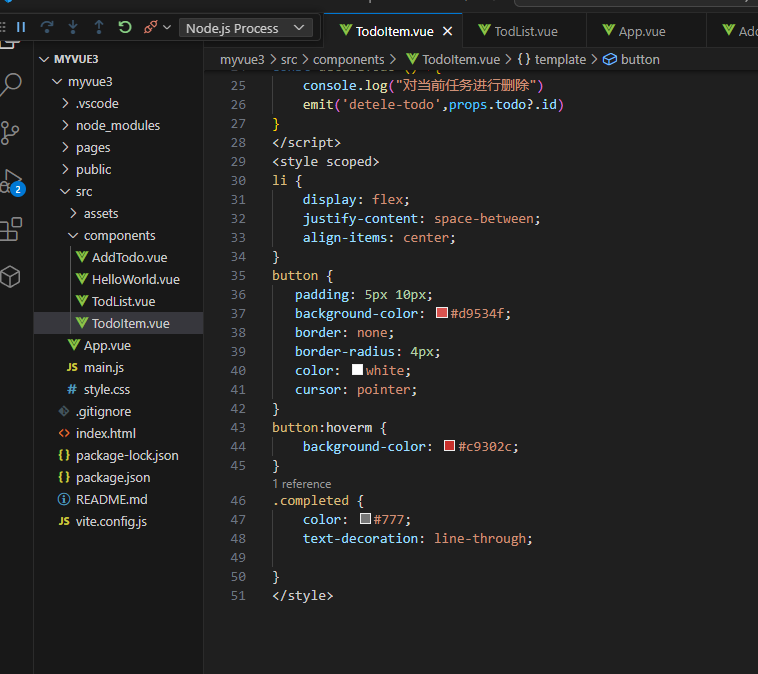 Node.js Process
TodoItem.vue
TodList.vue
App.vue
Ad
MYVUE3
myvue3
.vscode
node_modules
pages
public
src
assets
components
AddTodo.vue
HelloWorld.vue
TodList.vue
TodoItem.vue
App.vue
JS main.js
# style.css
.gitignore
<> index.html
{} package-lock.json
{} package.json
README.md
JS vite.config.js
2
myvue3 > src > components > TodoItem.vue > {} template > button
25 console.log("对当前任务进行删除")
26 emit('detele-todo',props.todo?.id)
27 }
28 </script>
29 <style scoped>
30 li {
31 display: flex;
32 justify-content: space-between;
33 align-items: center;
34 }
35 button {
36 padding: 5px 10px;
37 background-color: #d9534f;
38 border: none;
39 border-radius: 4px;
40 color: white;
41 cursor: pointer;
42 }
43 button:hoverm {
44 background-color: #c9302c;
45 }
1 reference
46 .completed {
47 color: #777;
48 text-decoration: line-through;
49
50 }
51 </style>